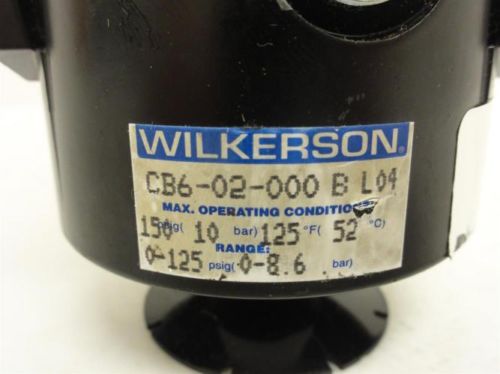 WILKERSON®
CB6-02-000 B L04
MAX. OPERATING CONDITIO
150 psig( 10 bar) 125 °F( 52 °C)
RANGE:
0-125 psig( 0-8.6 bar)